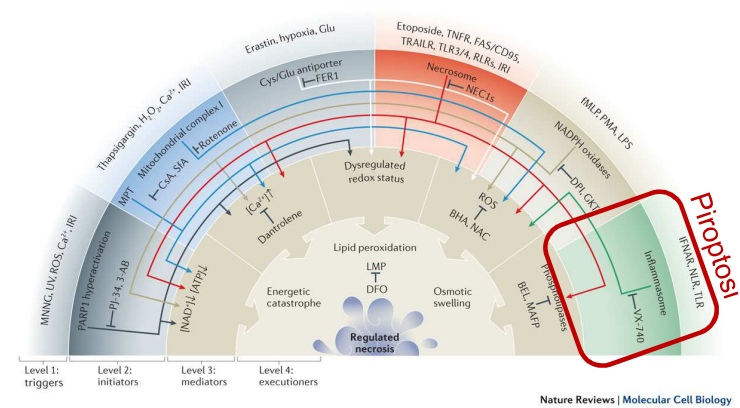 Etoposide, TNFR, FAS/CD95,
TRAILR, TLR3/4, RLRs, IRI
Erastin, hypoxia, Glu
Cys/Glu antiporter
FER1
Necrosome
NEC1s
Thapsigargin, H₂O₂, Ca²⁺, IRI
Mitochondrial complex I
Rotenone
CsA, SfA
MPT
fMLP, PMA, LPS
NADPH oxidases
DPI, GKT
MNNG, UV, ROS, Ca²⁺, IRI
PARP1 hyperactivation
PJ-34, 3-AB
Dysregulated
redox status
[Ca²⁺]↑
Dantrolene
ROS
BHA, NAC
[NAD⁺]↓[ATP]↓
Phospholipases
BEL, MAFP
Piroptosi
IFNAR, NLR, TLR
Inflammasome
VX-740
Lipid peroxidation
LMP
DFO
Energetic
catastrophe
Osmotic
swelling
Regulated
necrosis
Level 1:
triggers
Level 2:
initiators
Level 3:
mediators
Level 4:
executioners
Nature Reviews | Molecular Cell Biology